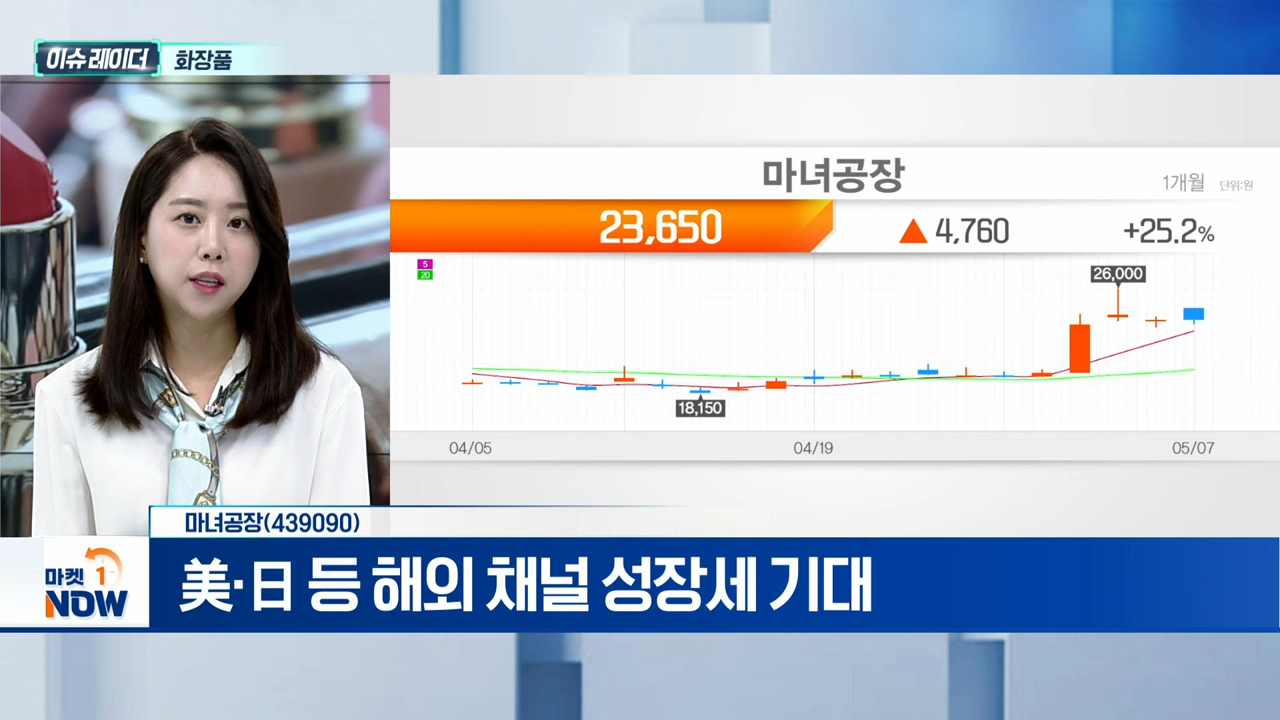 이슈 레이더 화장품
마녀공장
1개월 단위:원
23,650 ▲ 4,760 +25.2%
5
20
26,000
18,150
04/05 04/19 05/07
마녀공장(439090)
마켓 1
NOW
美·日 등 해외 채널 성장세 기대